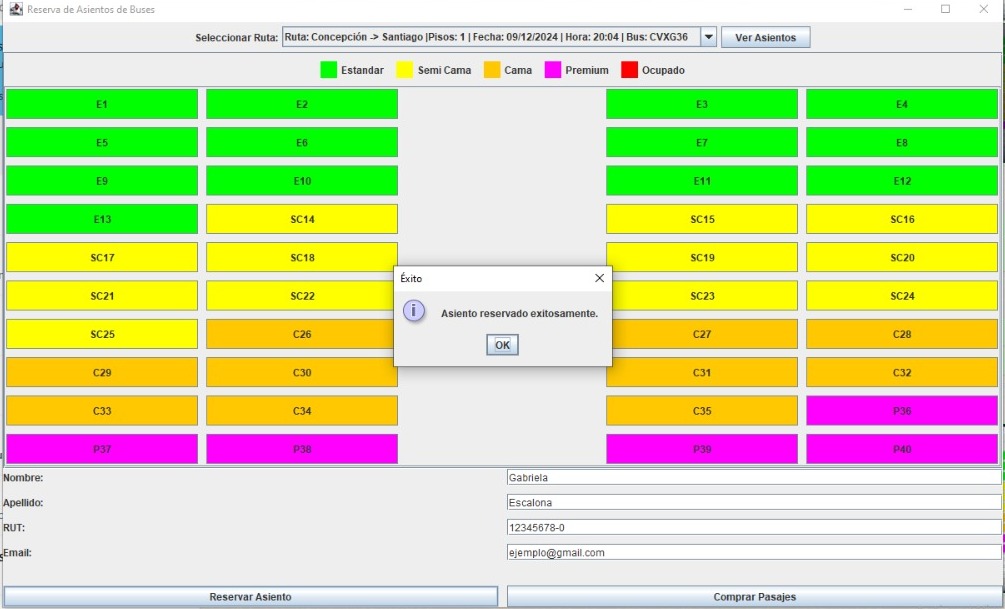 Reserva de Asientos de Buses
Seleccionar Ruta: Ruta: Concepción -> Santiago |Pisos: 1 | Fecha: 09/12/2024 | Hora: 20:04 | Bus: CVXG36 Ver Asientos
Estandar Semi Cama Cama Premium Ocupado
E1 E2 E3 E4
E5 E6 E7 E8
E9 E10 E11 E12
E13 SC14 SC15 SC16
SC17 SC18 SC19 SC20
SC21 SC22 SC23 SC24
SC25 C26 C27 C28
C29 C30 C31 C32
C33 C34 C35 P36
P37 P38 P39 P40
Éxito
Asiento reservado exitosamente.
OK
Nombre: Gabriela
Apellido: Escalona
RUT: 12345678-0
Email: ejemplo@gmail.com
Reservar Asiento Comprar Pasajes